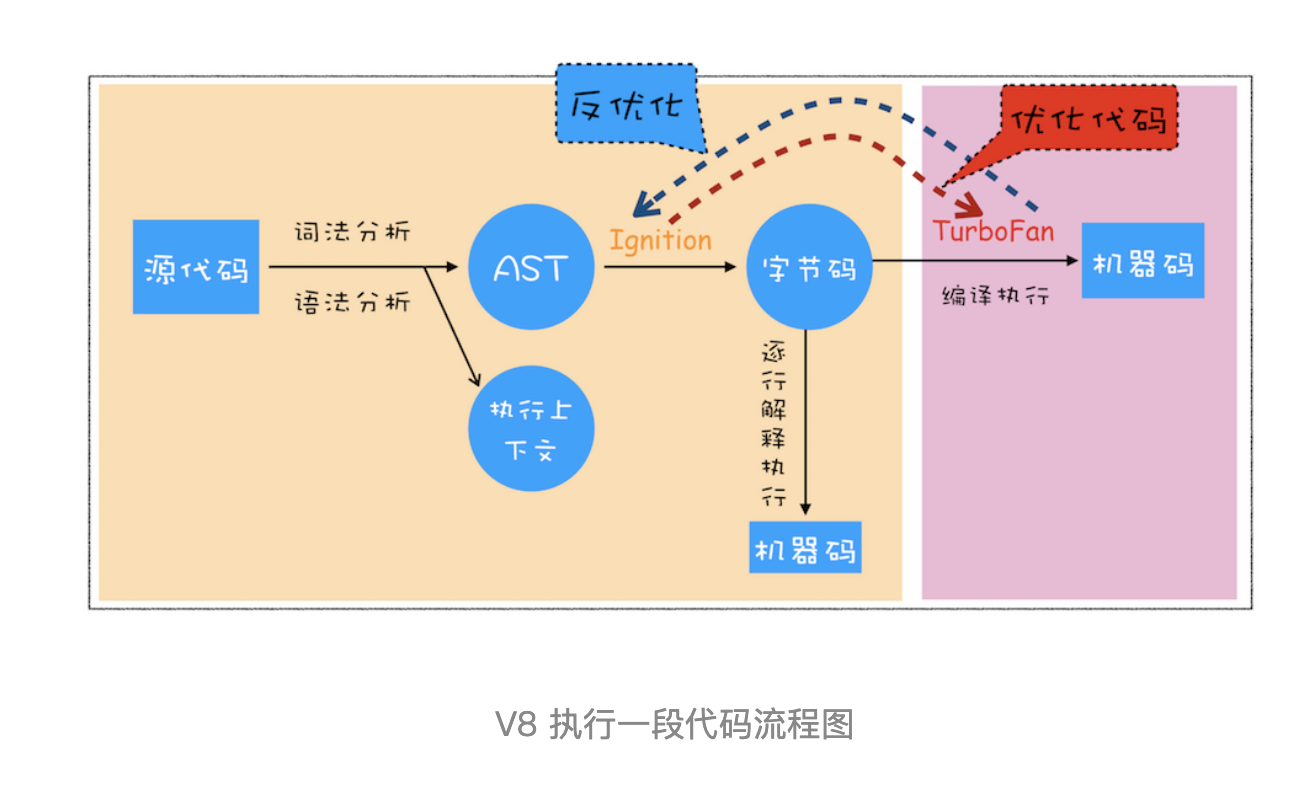 反优化
优化代码
源代码
词法分析
语法分析
AST
Ignition
字节码
TurboFan
编译执行
机器码
执行上
下文
逐
行
解
释
执
行
机器码
V8 执行一段代码流程图